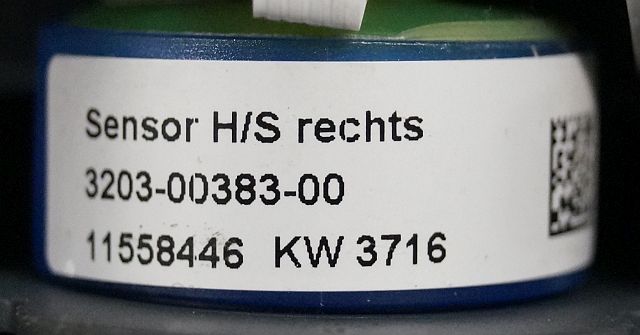 Sensor H/S rechts
3203-00383-00
11558446 KW 3716